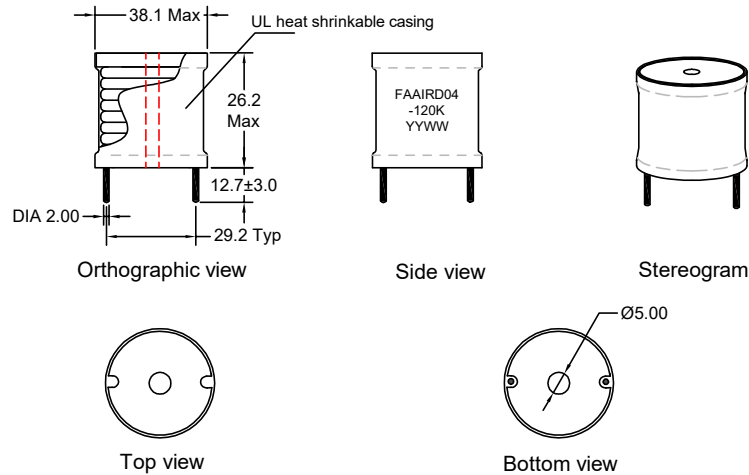 38.1 Max
UL heat shrinkable casing
26.2
Max
12.7±3.0
DIA 2.00
29.2 Typ
Orthographic view
FAAIRD04
-120K
YYWW
Side view
Stereogram
Top view
Ø5.00
Bottom view